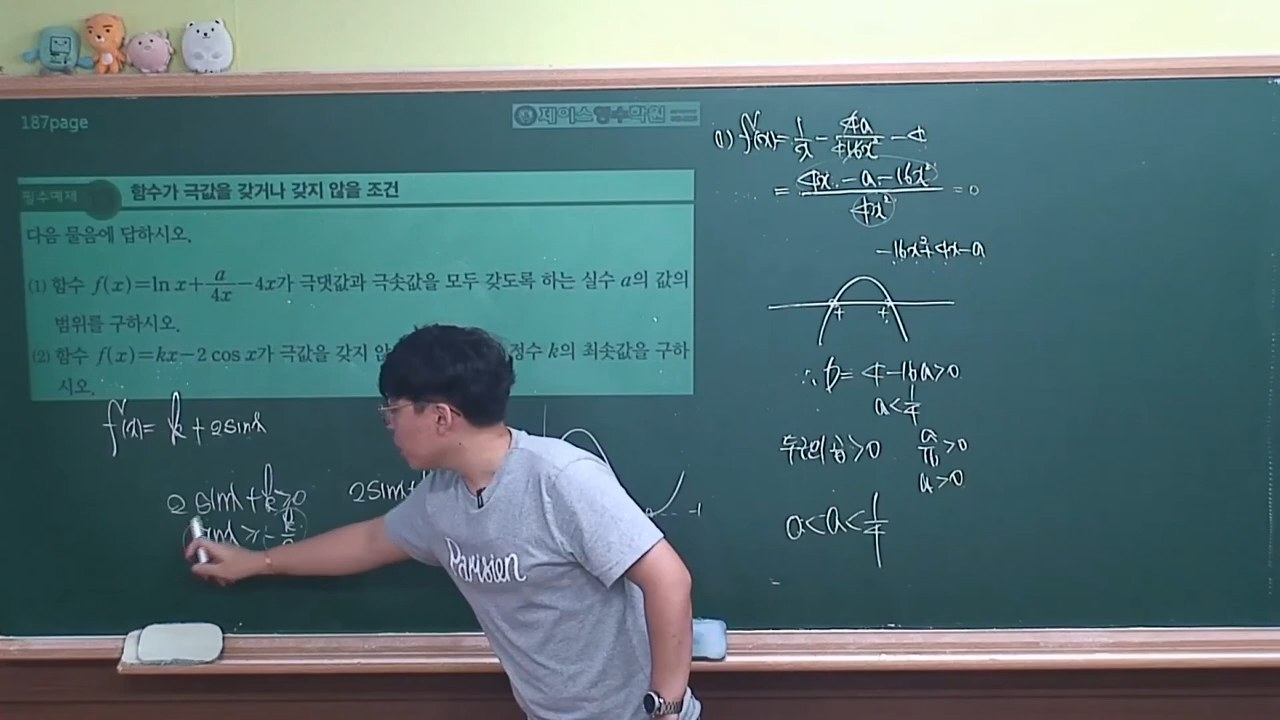 187page
제이스영수학원
필수예제 함수가 극값을 갖거나 갖지 않을 조건
다음 물음에 답하시오.
(1) 함수 f(x)=ln x+a/4x−4x가 극댓값과 극솟값을 모두 갖도록 하는 실수 a의 값의
범위를 구하시오.
(2) 함수 f(x)=kx−2 cos x가 극값을 갖지 않 정수 k의 최솟값을 구하
시오.
f'(x)= k+2sinx
2sinx+k≥0
sinx≥-k
2sinx+
-1
(1) f'(x)=1/x-4a/16x²-4
=(4x-a-16x²)/4x²=0
-16x²+4x-a
+ +
∴D=4-16a>0
a<1/4
두근의 곱>0 a/16>0
a>0
0<a<1/4
Parisien